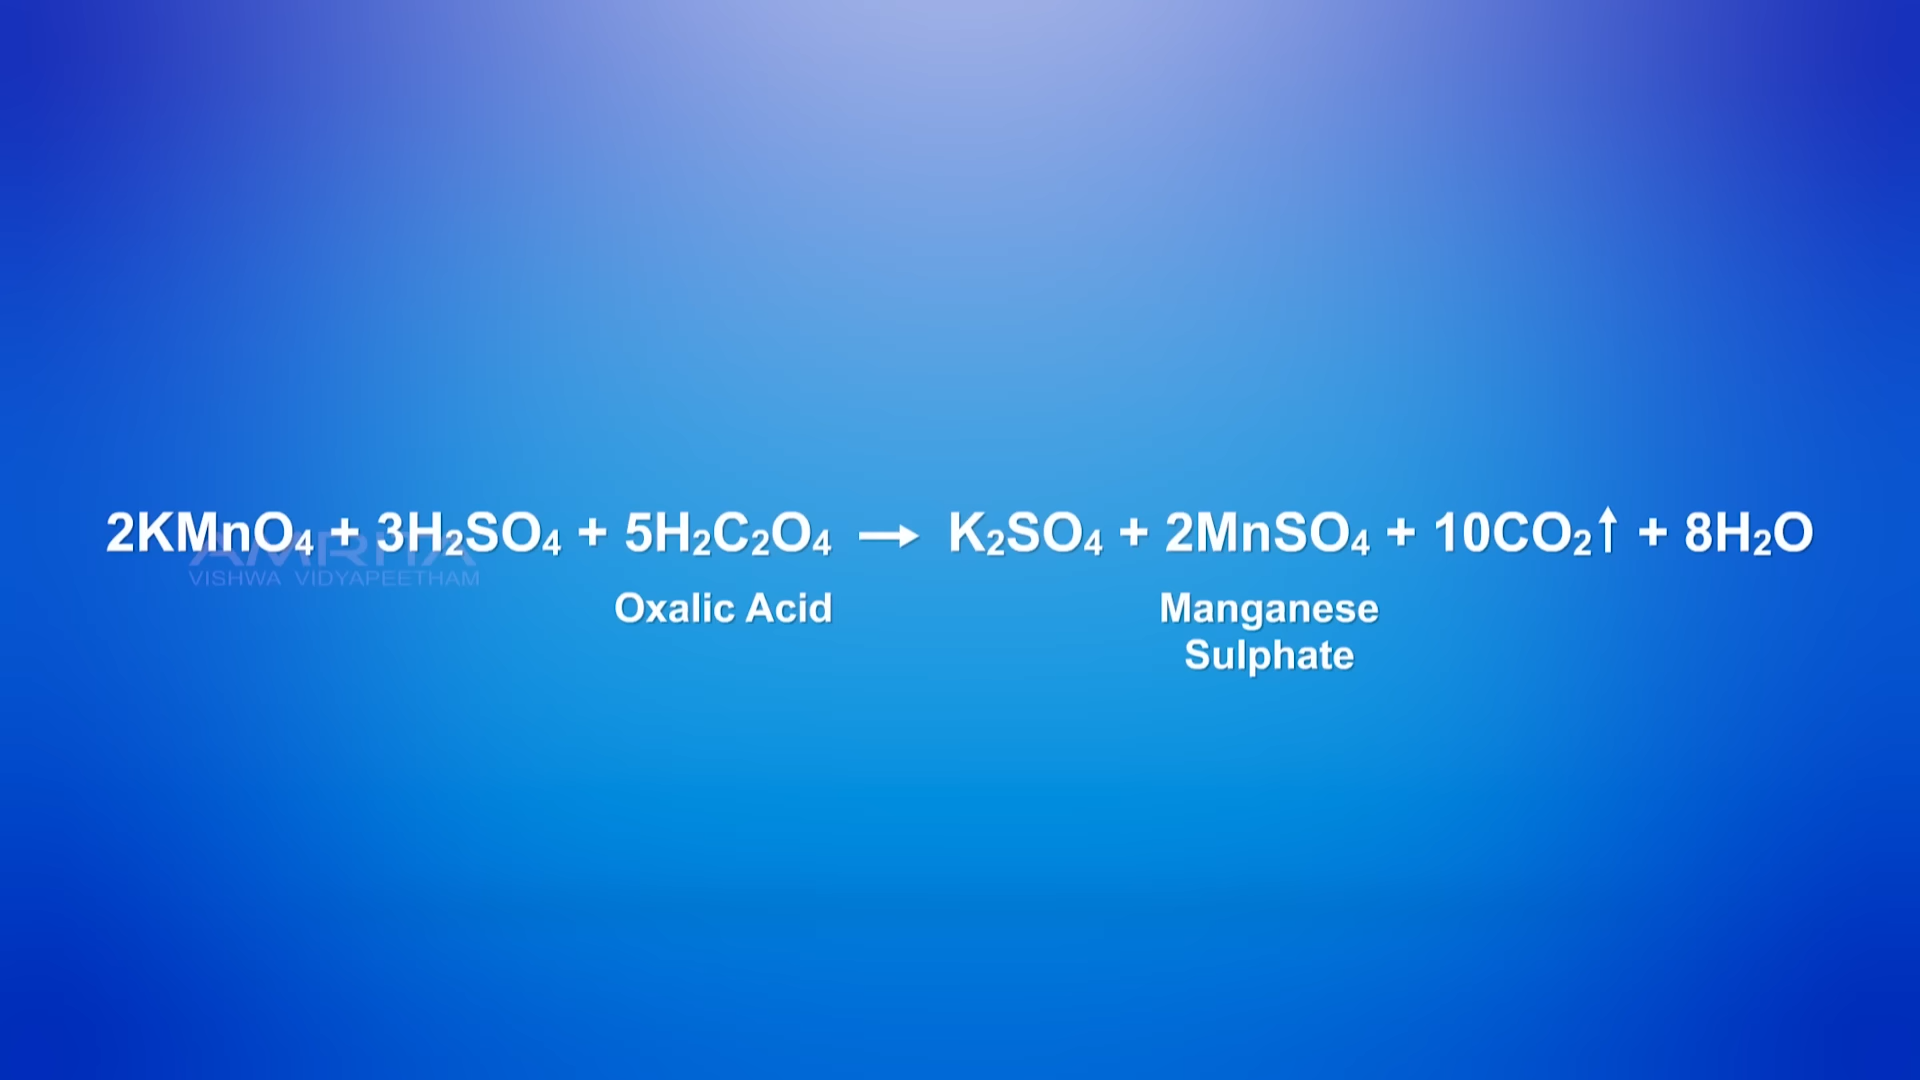 2KMnO₄ + 3H₂SO₄ + 5H₂C₂O₄ → K₂SO₄ + 2MnSO₄ + 10CO₂↑ + 8H₂O
VISHWA VIDYAPEETHAM
Oxalic Acid
Manganese
Sulphate